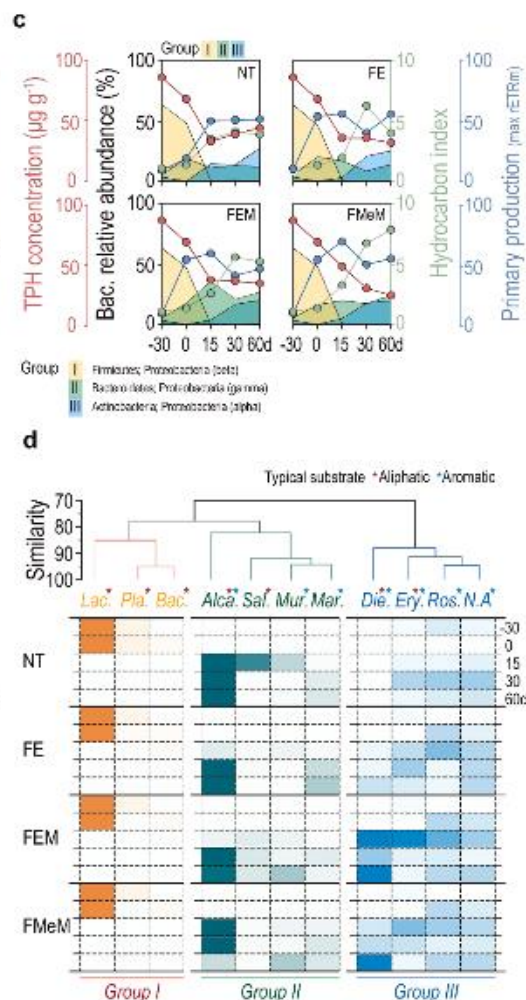 c
Group I II III
TPH concentration (µg g⁻¹)
100
50
0
100
50
0
Bac. relative abundance (%)
100
50
0
100
50
0
NT
FE
FEM
FMeM
-30 0 15 30 60d
-30 0 15 30 60d
10
5
0
10
5
0
Hydrocarbon index
100
50
0
100
50
0
Primary production (max rETRm)
Group
I Firmicutes; Proteobacteria (beta)
II Bacteroidetes; Proteobacteria (gamma)
III Actinobacteria; Proteobacteria (alpha)
d
Typical substrate *Aliphatic *Aromatic
Similarity
70
80
90
100
Lac.* Pla.* Bac.* Alca.** Sal.* Mur.* Mar.* Die.** Ery.** Ros.* N.A*
NT
-30
0
15
30
60d
FE
FEM
FMeM
Group I Group II Group III